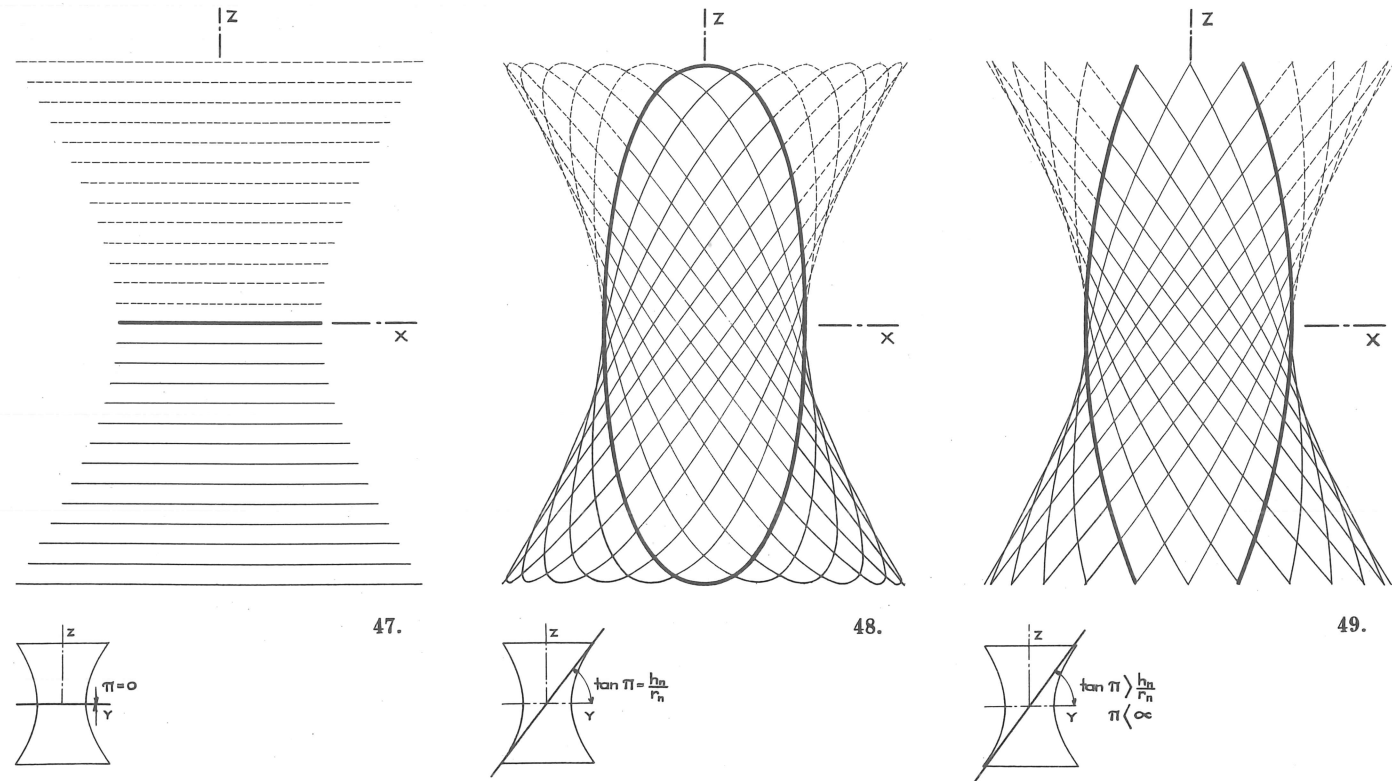 Z
X
47.
Z
π=0
Y
Z
X
48.
Z
tan π = hn/rn
Y
Z
X
49.
Z
tan π > hn/rn
Y
π < ∝